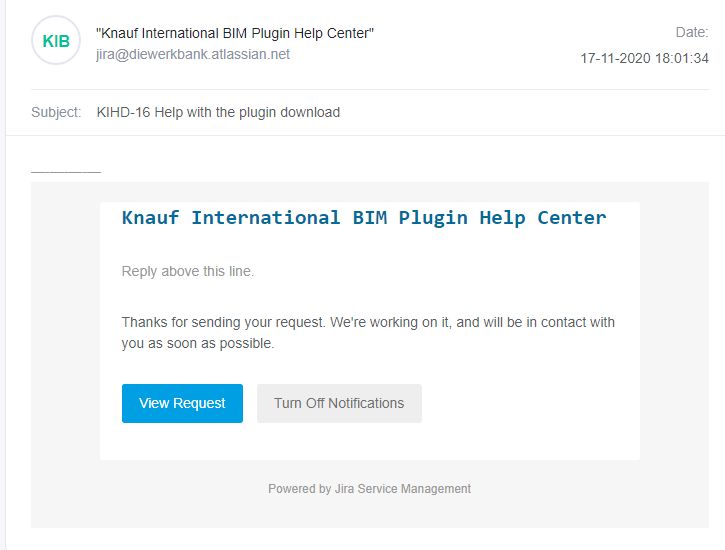 KIB
"Knauf International BIM Plugin Help Center"
jira@diewerkbank.atlassian.net
Date:
17-11-2020 18:01:34
Subject: KIHD-16 Help with the plugin download
Knauf International BIM Plugin Help Center
Reply above this line.
Thanks for sending your request. We're working on it, and will be in contact with
you as soon as possible.
View Request
Turn Off Notifications
Powered by Jira Service Management